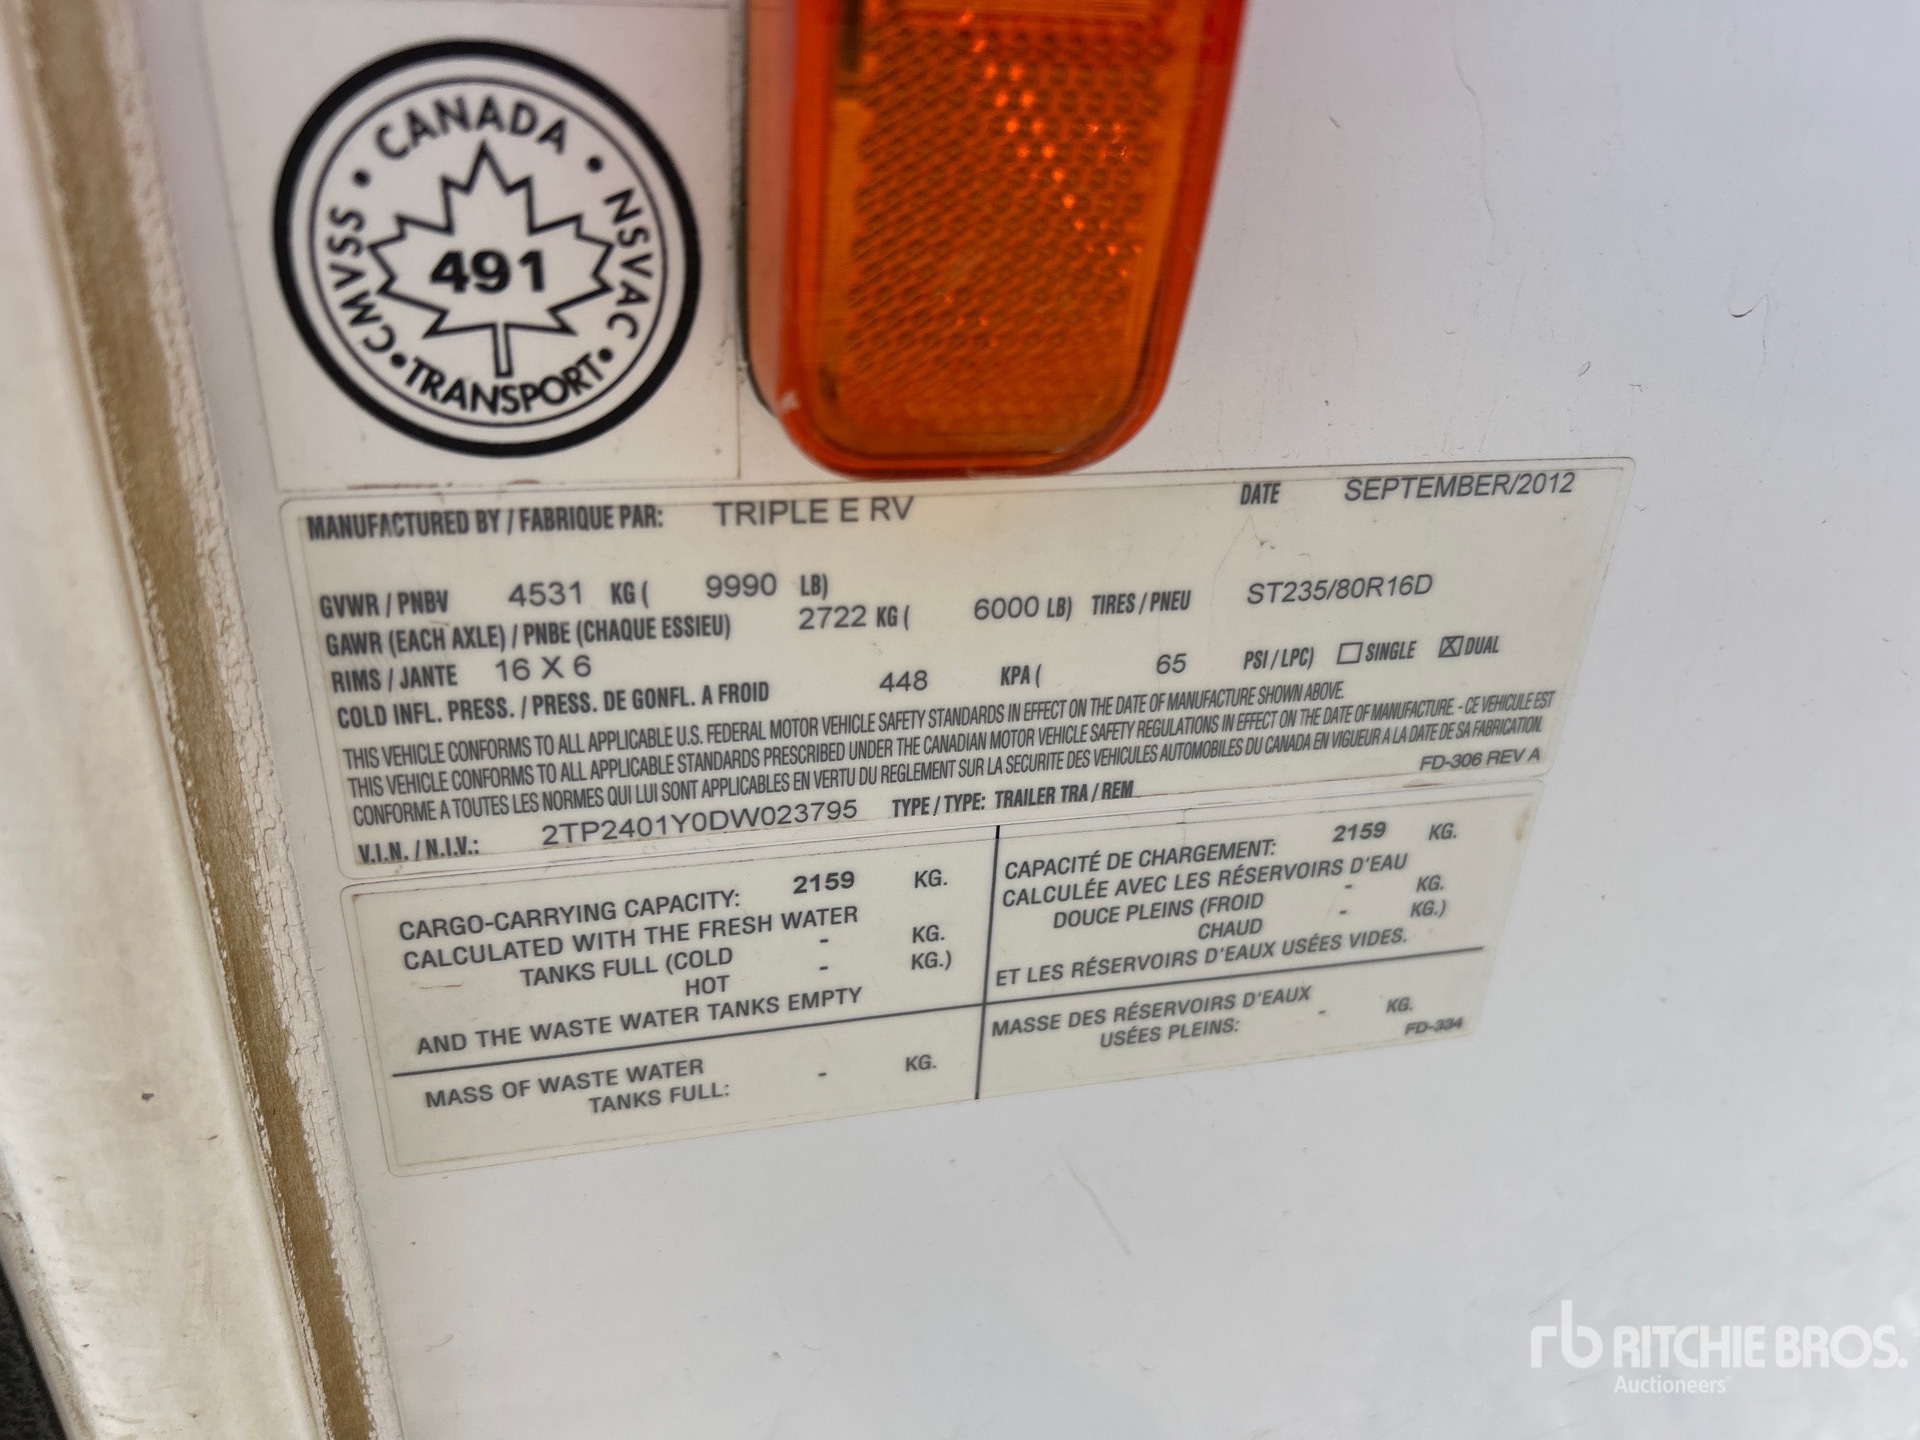 CANADA
CMVSS • NSVAC
491
TRANSPORT
MANUFACTURED BY / FABRIQUE PAR: TRIPLE E RV DATE SEPTEMBER/2012
GVWR / PNBV 4531 KG ( 9990 LB)
GAWR (EACH AXLE) / PNBE (CHAQUE ESSIEU) 2722 KG ( 6000 LB) TIRES / PNEU ST235/80R16D
RIMS / JANTE 16 X 6
COLD INFL. PRESS. / PRESS. DE GONFL. A FROID 448 KPA ( 65 PSI / LPC) ☐ SINGLE ☒ DUAL
THIS VEHICLE CONFORMS TO ALL APPLICABLE U.S. FEDERAL MOTOR VEHICLE SAFETY STANDARDS IN EFFECT ON THE DATE OF MANUFACTURE SHOWN ABOVE.
THIS VEHICLE CONFORMS TO ALL APPLICABLE STANDARDS PRESCRIBED UNDER THE CANADIAN MOTOR VEHICLE SAFETY REGULATIONS IN EFFECT ON THE DATE OF MANUFACTURE. - CE VEHICULE EST
CONFORME A TOUTES LES NORMES QUI LUI SONT APPLICABLES EN VERTU DU REGLEMENT SUR LA SECURITE DES VEHICULES AUTOMOBILES DU CANADA EN VIGUEUR A LA DATE DE SA FABRICATION.
FD-306 REV A
V.I.N. / N.I.V.: 2TP2401Y0DW023795 TYPE / TYPE: TRAILER TRA / REM
CARGO-CARRYING CAPACITY: 2159 KG.
CALCULATED WITH THE FRESH WATER
TANKS FULL (COLD - KG.
HOT - KG.)
AND THE WASTE WATER TANKS EMPTY
MASS OF WASTE WATER
TANKS FULL: - KG.
CAPACITÉ DE CHARGEMENT: 2159 KG.
CALCULÉE AVEC LES RÉSERVOIRS D'EAU
DOUCE PLEINS (FROID - KG.
CHAUD - KG.)
ET LES RÉSERVOIRS D'EAUX USÉES VIDES.
MASSE DES RÉSERVOIRS D'EAUX
USÉES PLEINS: - KG.
FD-334
rb RITCHIE BROS.
Auctioneers